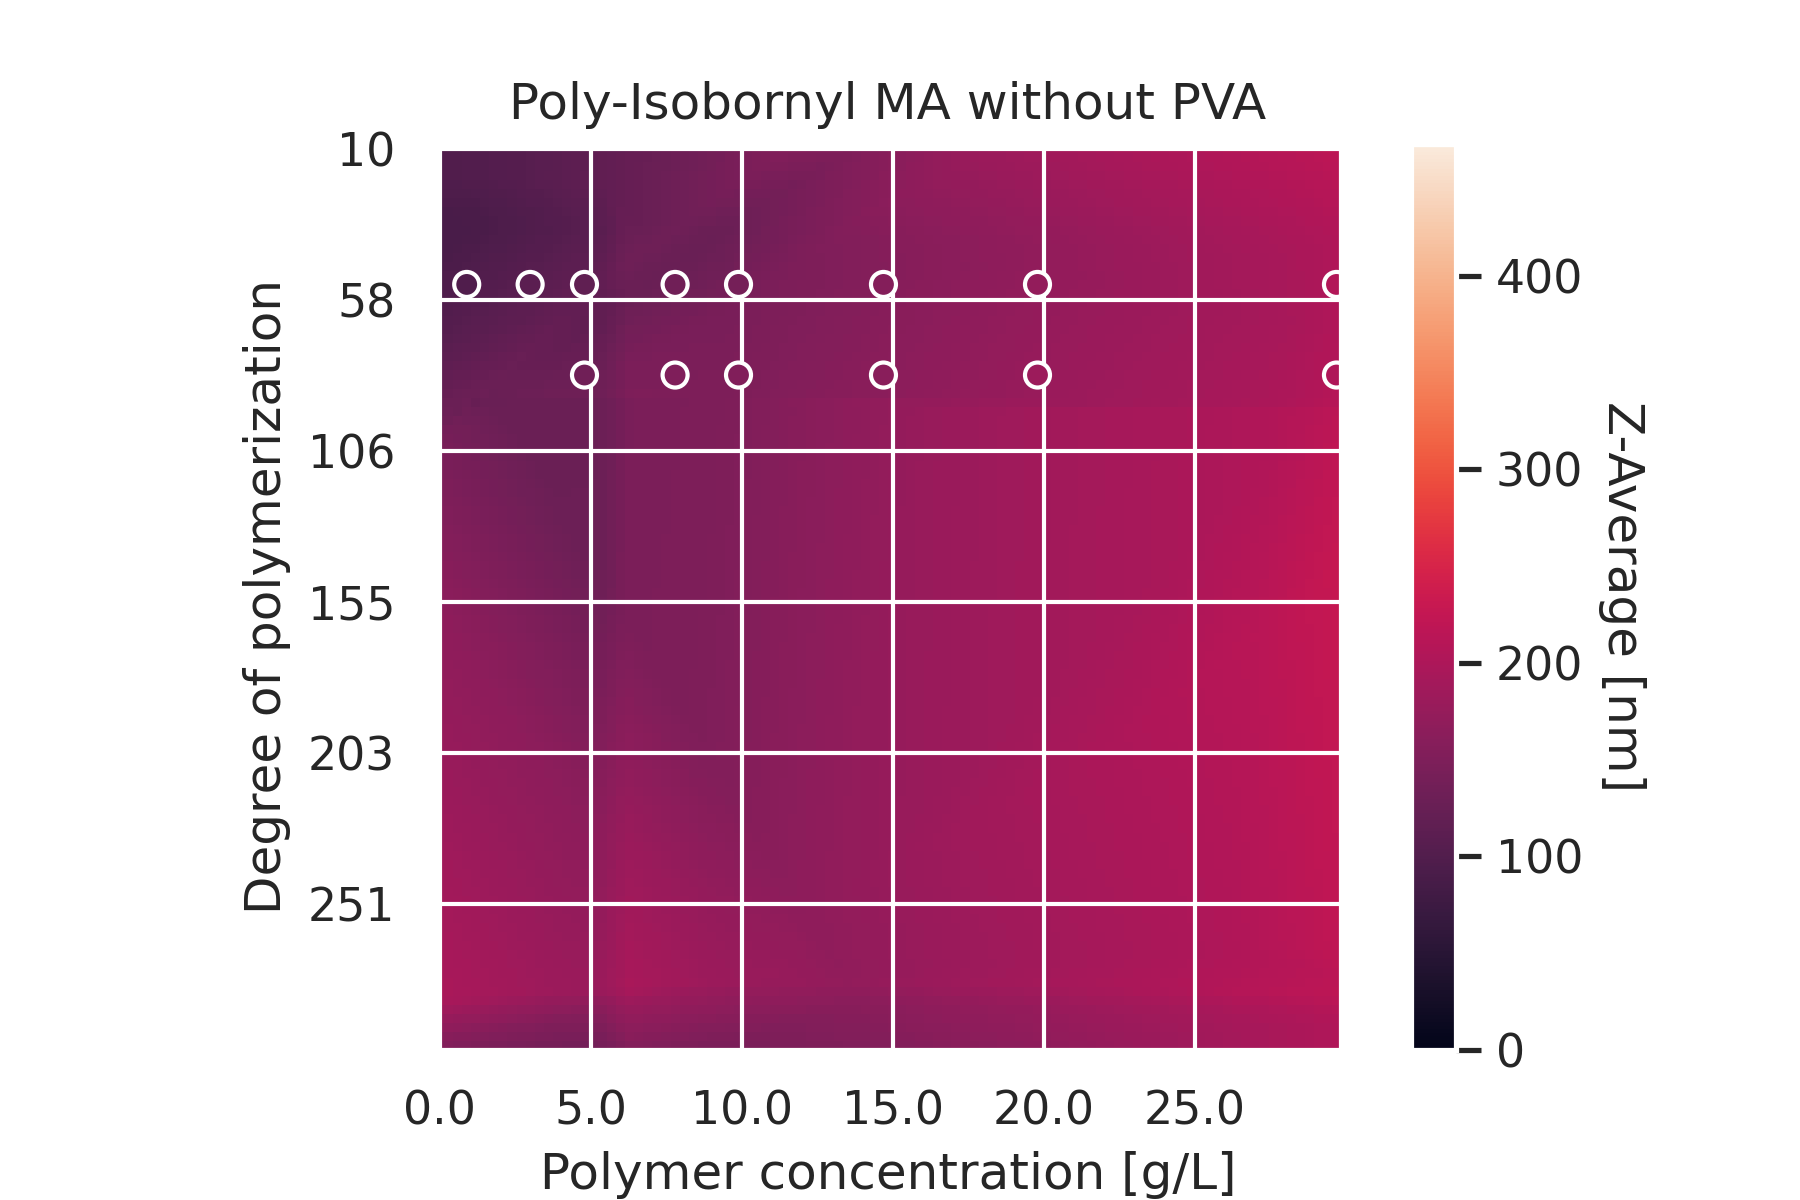 Poly-Isobornyl MA without PVA
10
58
106
155
203
251
Degree of polymerization
0.0 5.0 10.0 15.0 20.0 25.0
Polymer concentration [g/L]
400
300
200
100
0
Z-Average [nm]